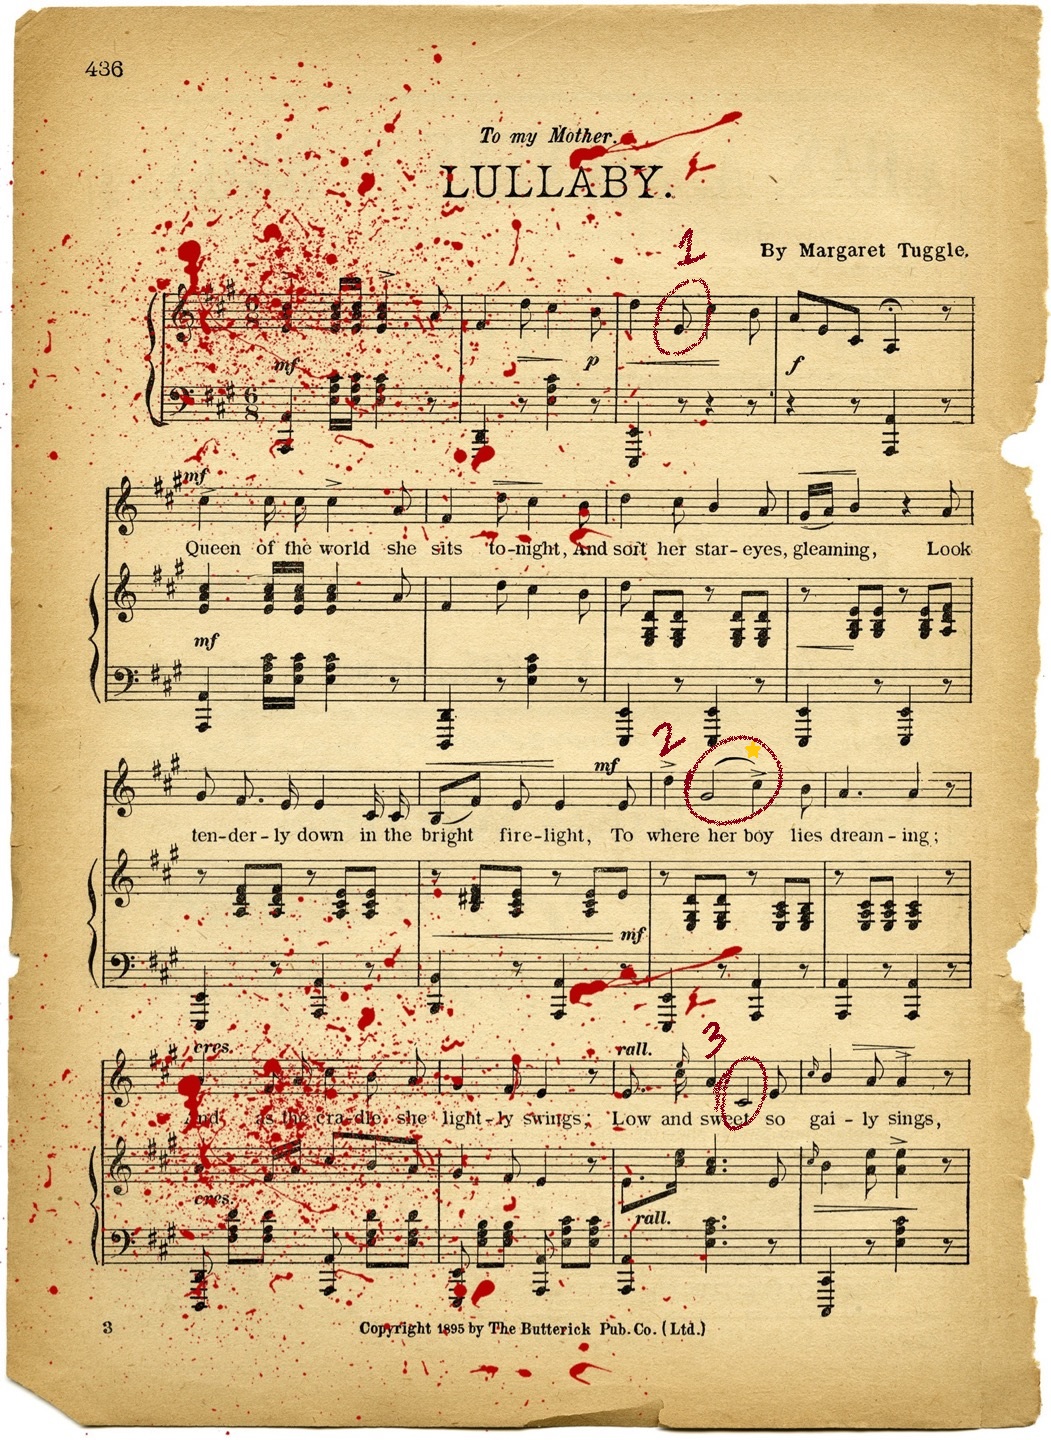 436
To my Mother.
LULLABY.
1
By Margaret Tuggle.
mf
p
f
6
8
mf
Queen of the world she sits to-night, And soft her star-eyes, gleaming, Look
mf
2
mf
ten-der-ly down in the bright fire-light, To where her boy lies dream-ing;
mf
3
cres.
rall.
And as the cra-dle she light-ly swings; Low and sweet so gai-ly sings,
cres.
rall.
3
Copyright 1895 by The Butterick Pub. Co. (Ltd.)